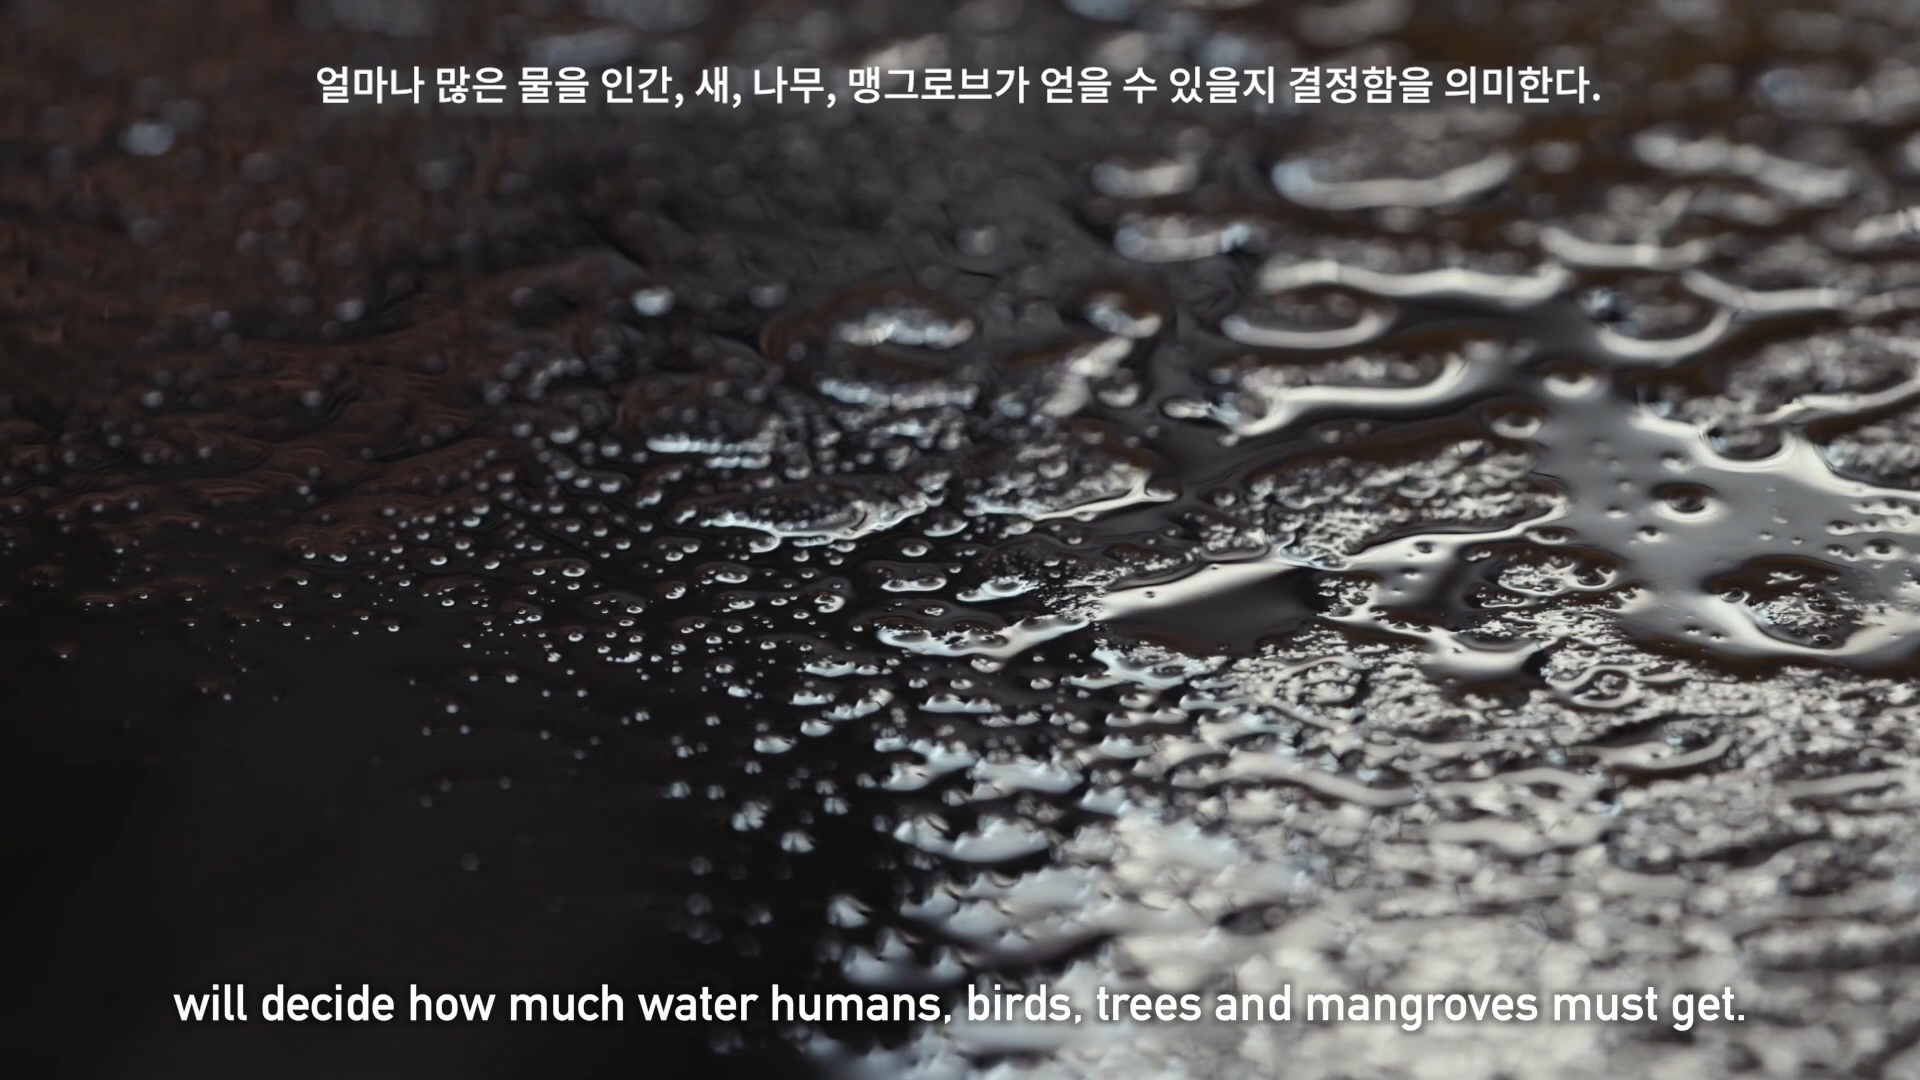 얼마나 많은 물을 인간, 새, 나무, 맹그로브가 얻을 수 있을지 결정함을 의미한다.
will decide how much water humans, birds, trees and mangroves must get.